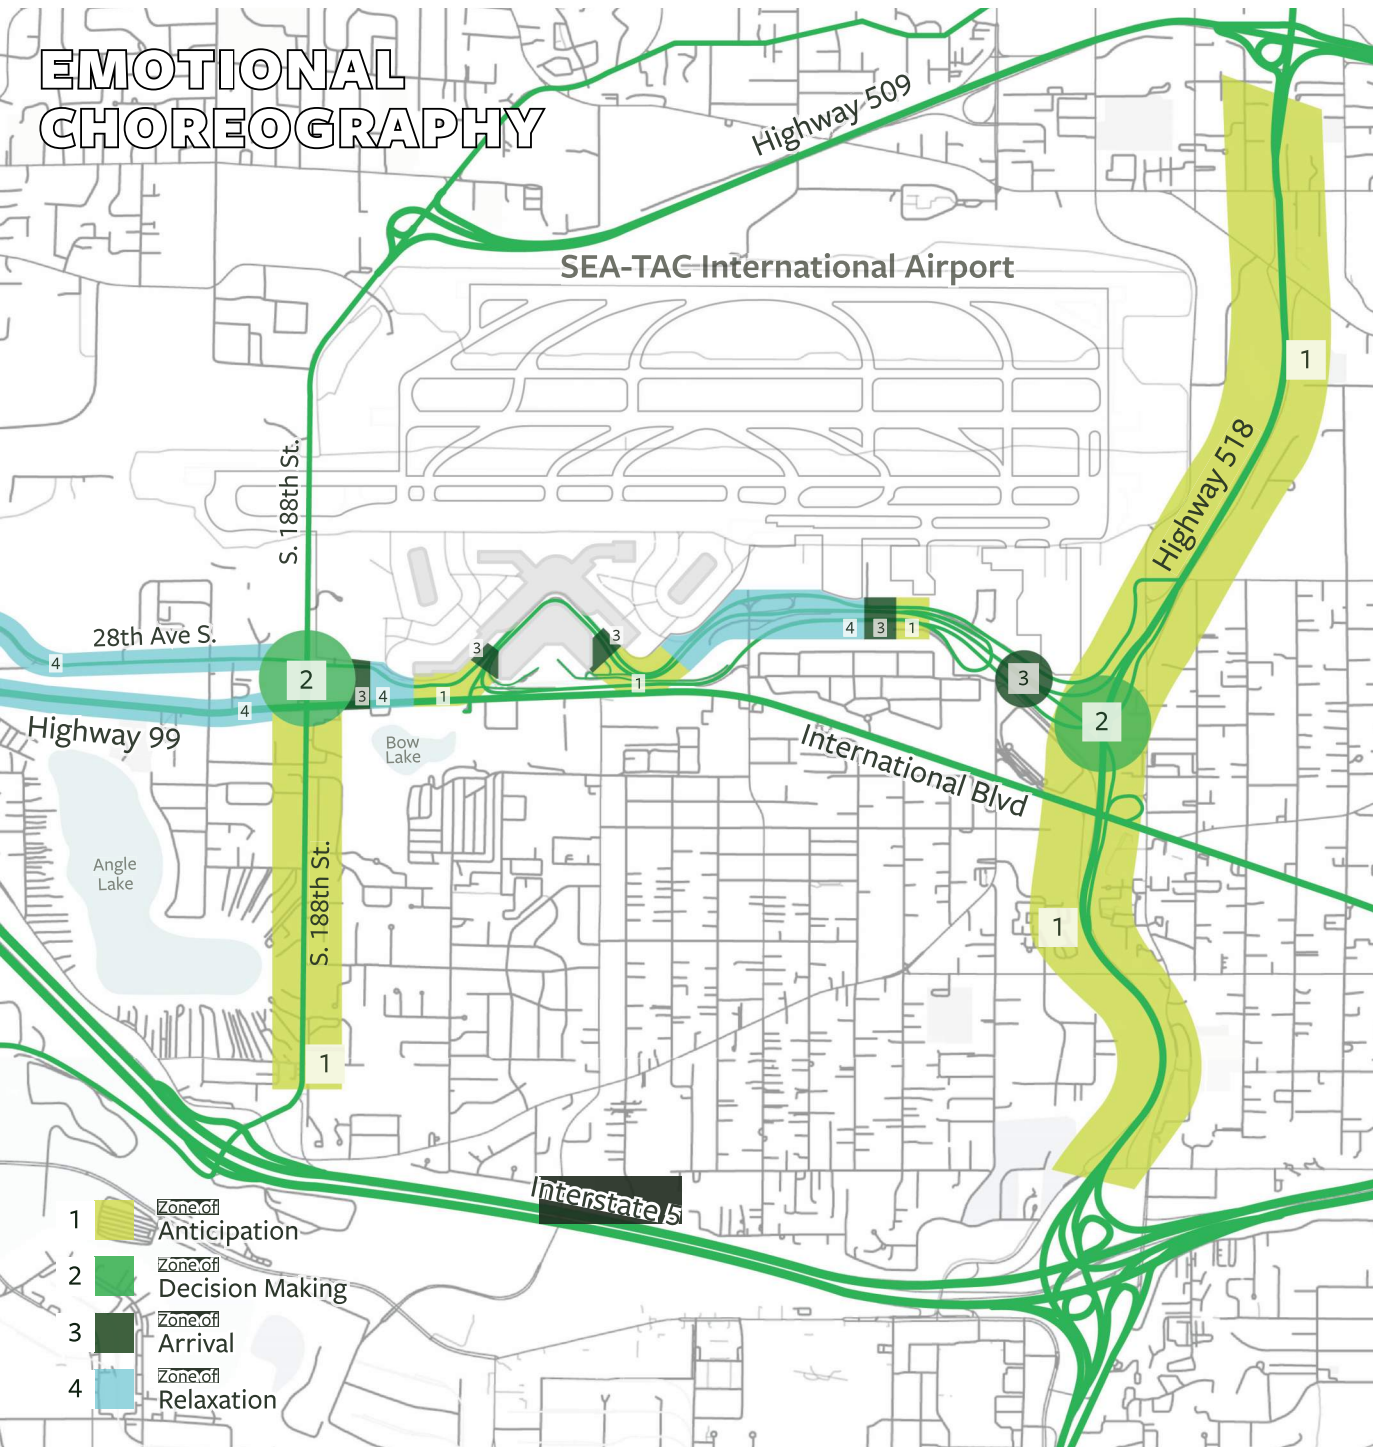 EMOTIONAL
CHOREOGRAPHY
Highway 509
SEA-TAC International Airport
1
Highway 518
S. 188th St.
28th Ave S.
4
2
3
4
1
3
3
1
4
3
1
3
2
4
Highway 99
Bow
Lake
International Blvd
Angle
Lake
S. 188th St.
1
1
Interstate 5
1 Zone of
Anticipation
2 Zone of
Decision Making
3 Zone of
Arrival
4 Zone of
Relaxation